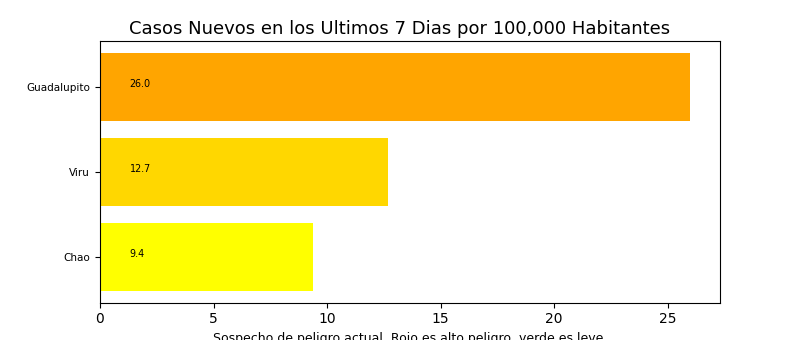 Casos Nuevos en los Ultimos 7 Dias por 100,000 Habitantes
Guadalupito
26.0
Viru
12.7
Chao
9.4
0 5 10 15 20 25
Sospecho de peligro actual. Rojo es alto peligro, verde es leve